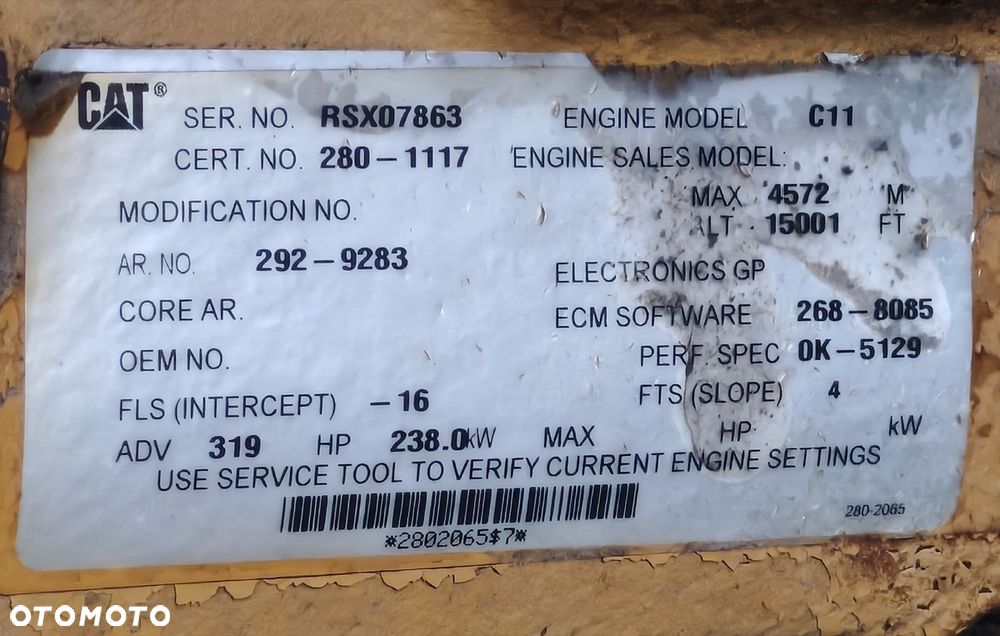 CAT® SER. NO. RSX07863 ENGINE MODEL C11
CERT. NO. 280-1117 ENGINE SALES MODEL:
MODIFICATION NO. MAX 4572 M
ALT 15001 FT
AR. NO. 292-9283
ELECTRONICS GP
CORE AR. ECM SOFTWARE 268-8085
OEM NO. PERF. SPEC 0K-5129
FLS (INTERCEPT) -16 FTS (SLOPE) 4
ADV 319 HP 238.0kW MAX HP kW
USE SERVICE TOOL TO VERIFY CURRENT ENGINE SETTINGS
*2802065$7*
280-2065
OTOMOTO